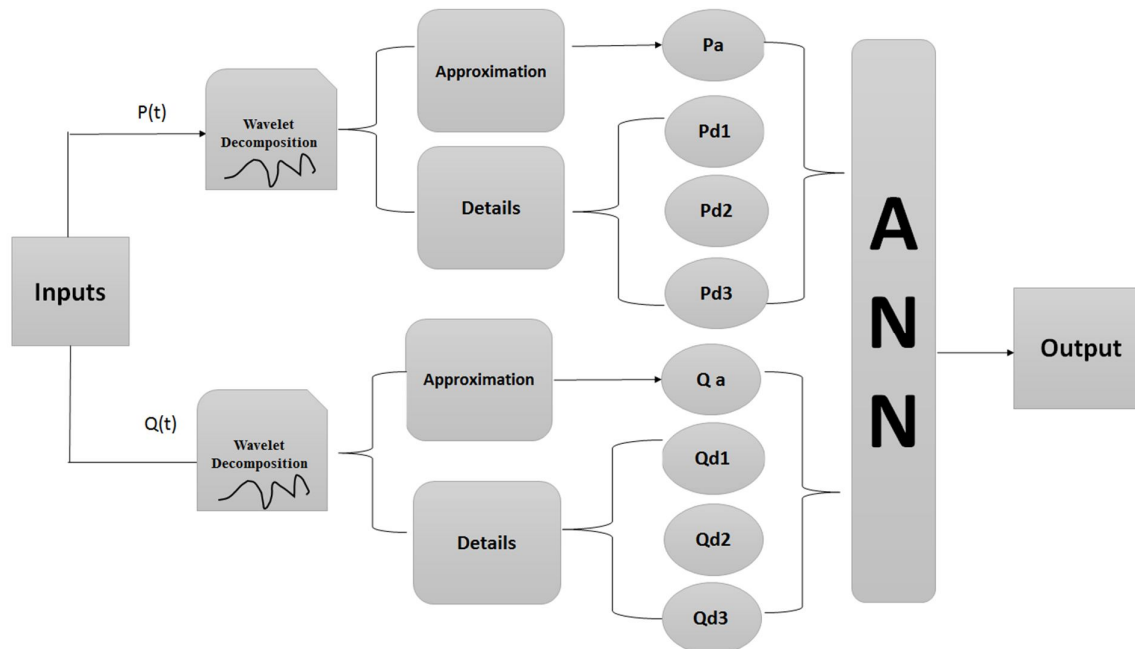 Inputs
P(t)
Wavelet
Decomposition
Approximation
Details
Pa
Pd1
Pd2
Pd3
Q(t)
Wavelet
Decomposition
Approximation
Details
Q a
Qd1
Qd2
Qd3
A
N
N
Output